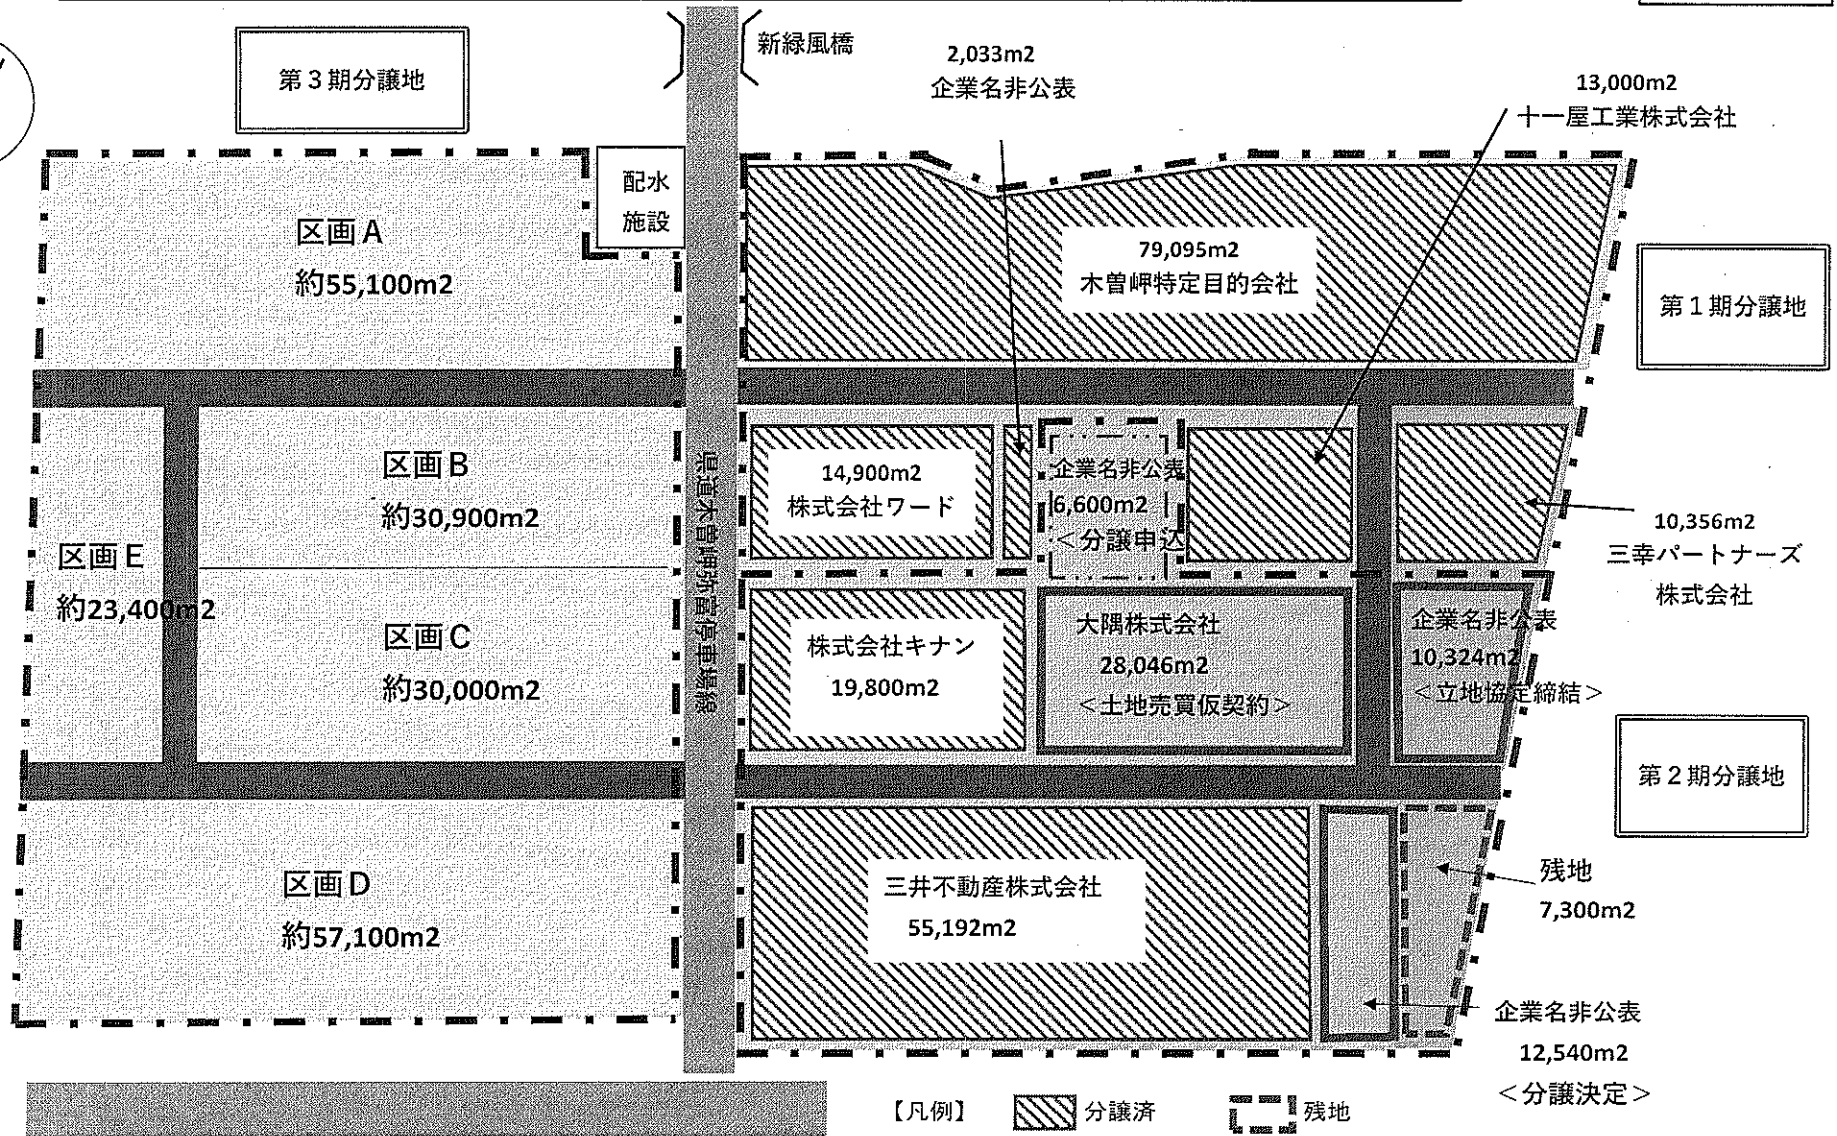 新緑風橋
第3期分譲地
2,033m2
企業名非公表
13,000m2
十一屋工業株式会社
配水
施設
区画A
約55,100m2
79,095m2
木曽岬特定目的会社
第1期分譲地
区画B
約30,900m2
14,900m2
株式会社ワード
企業名非公表
6,600m2
＜分譲申込
10,356m2
三幸パートナーズ
株式会社
区画E
約23,400m2
県道木曽岬弥富停車場線
区画C
約30,000m2
株式会社キナン
19,800m2
大隅株式会社
28,046m2
＜土地売買仮契約＞
企業名非公表
10,324m2
＜立地協定締結＞
第2期分譲地
区画D
約57,100m2
三井不動産株式会社
55,192m2
残地
7,300m2
企業名非公表
12,540m2
＜分譲決定＞
【凡例】
分譲済
残地